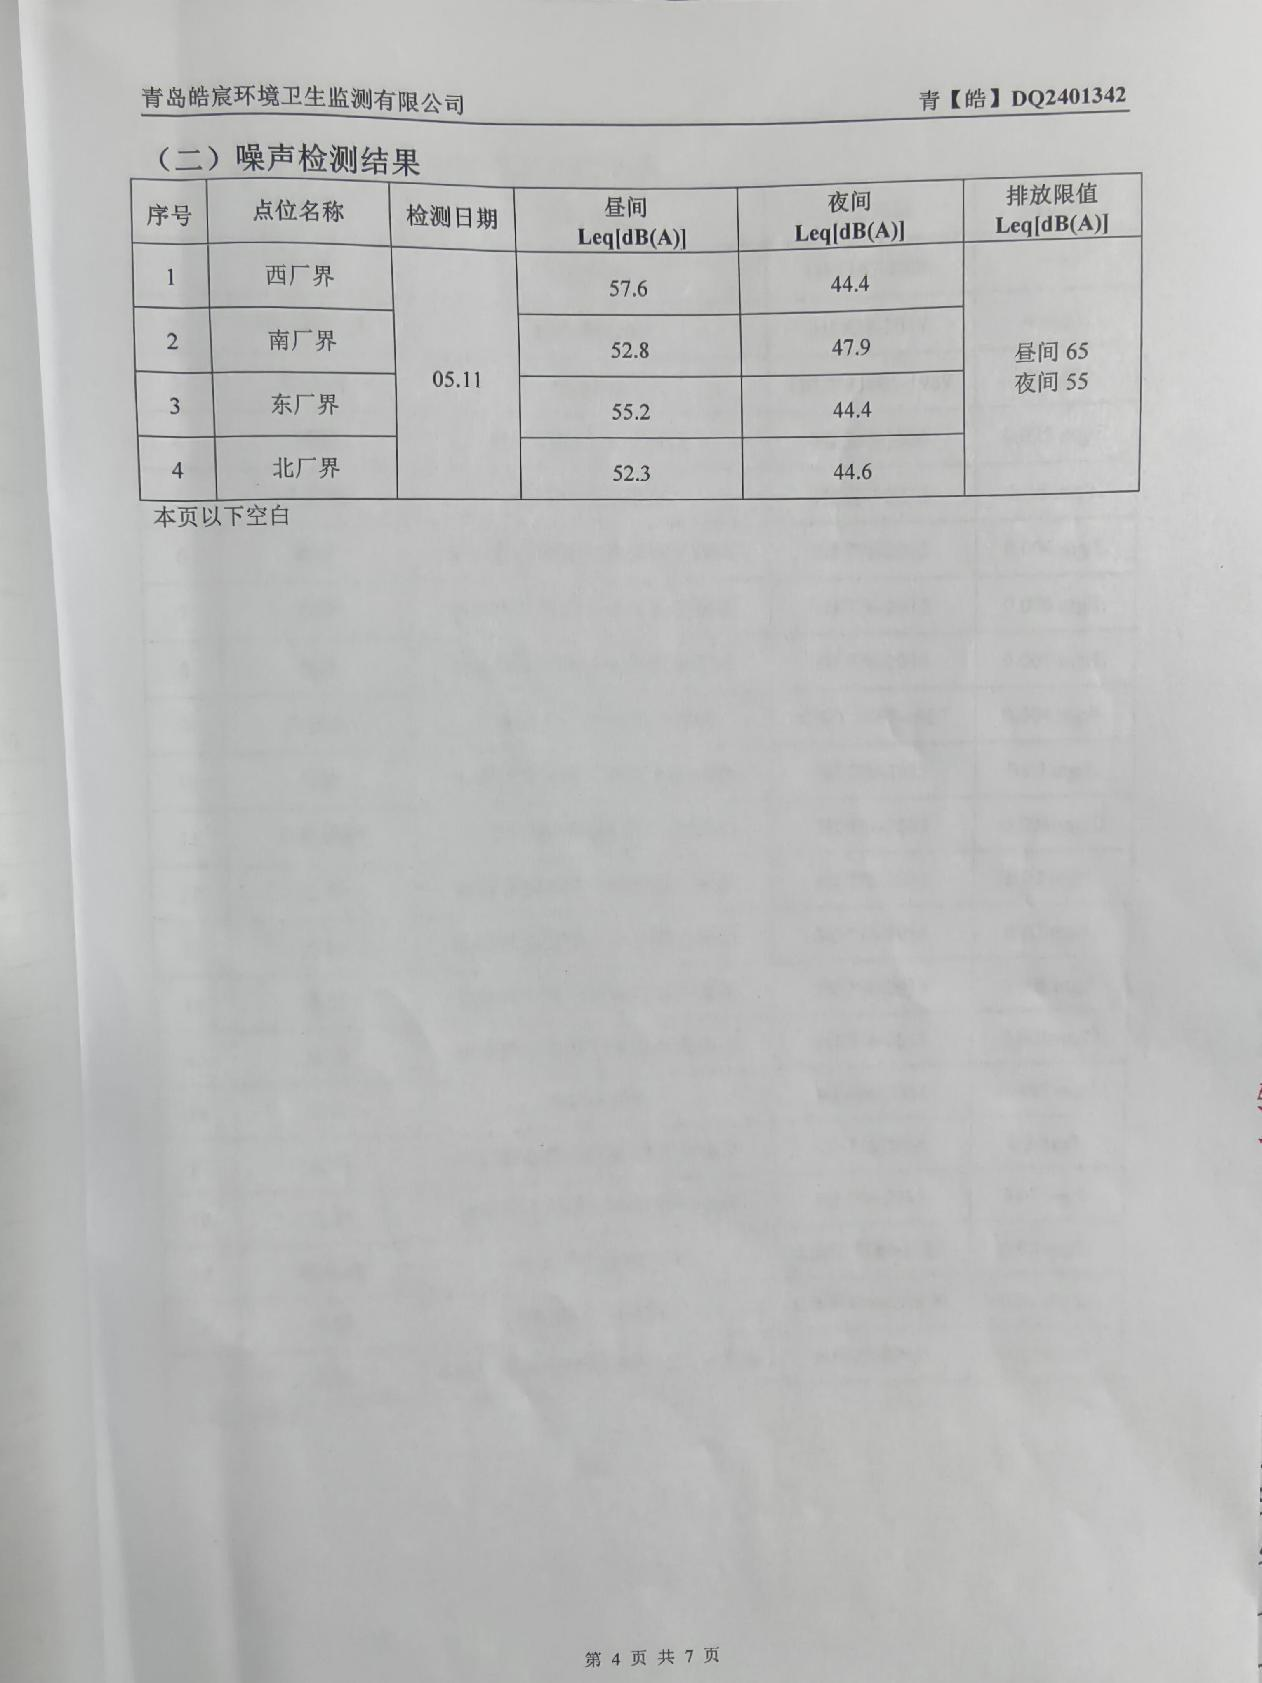 青岛皓宸环境卫生监测有限公司 青【皓】DQ2401342
（二）噪声检测结果
序号 点位名称 检测日期 昼间 Leq[dB(A)] 夜间 Leq[dB(A)] 排放限值 Leq[dB(A)]
1 西厂界 05.11 57.6 44.4 昼间 65 夜间 55
2 南厂界 52.8 47.9
3 东厂界 55.2 44.4
4 北厂界 52.3 44.6
本页以下空白
第 4 页 共 7 页